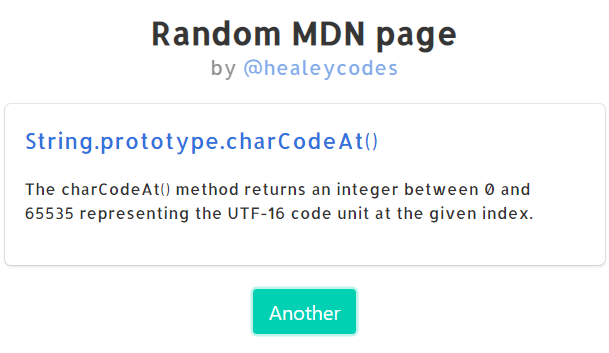 Random MDN page
by @healeycodes
String.prototype.charCodeAt()
The charCodeAt() method returns an integer between 0 and
65535 representing the UTF-16 code unit at the given index.
Another